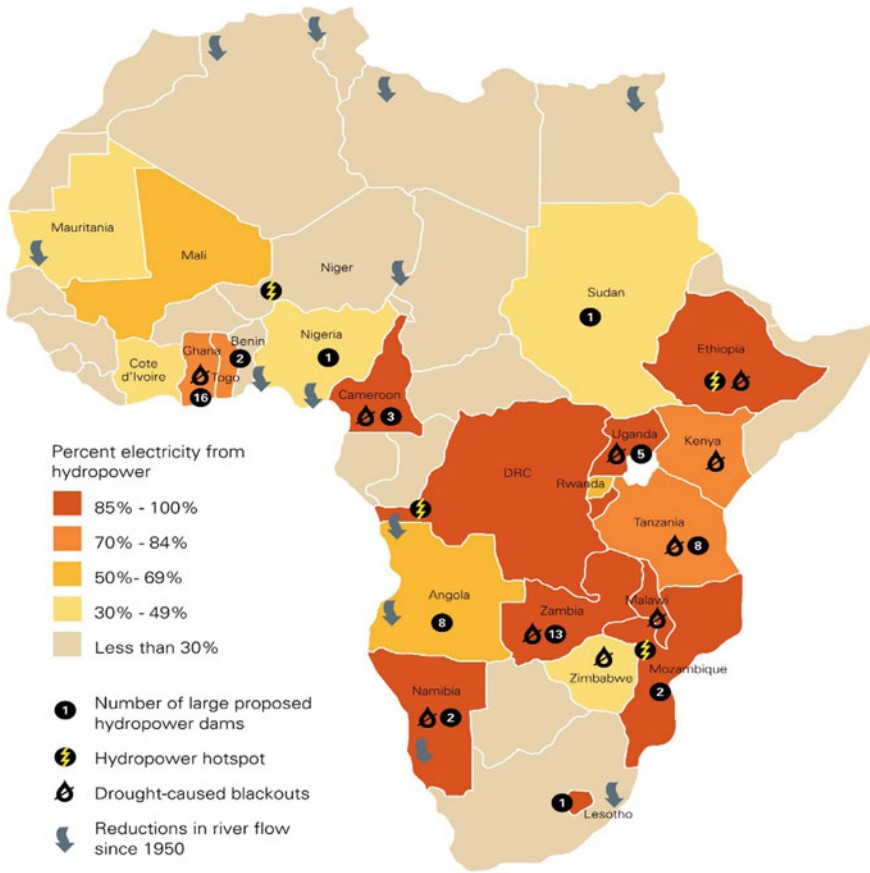 Mauritania
Mali
Niger
Sudan
1
Nigeria
1
Benin
2
Ghana
Togo
16
Cote
d'Ivoire
Cameroon
3
Ethiopia
Uganda
5
Kenya
DRC
Rwanda
Tanzania
8
Angola
8
Zambia
13
Malawi
Zimbabwe
Mozambique
2
Namibia
2
1
Lesotho
Percent electricity from
hydropower
85% - 100%
70% - 84%
50%- 69%
30% - 49%
Less than 30%
1
Number of large proposed
hydropower dams
Hydropower hotspot
Drought-caused blackouts
Reductions in river flow
since 1950